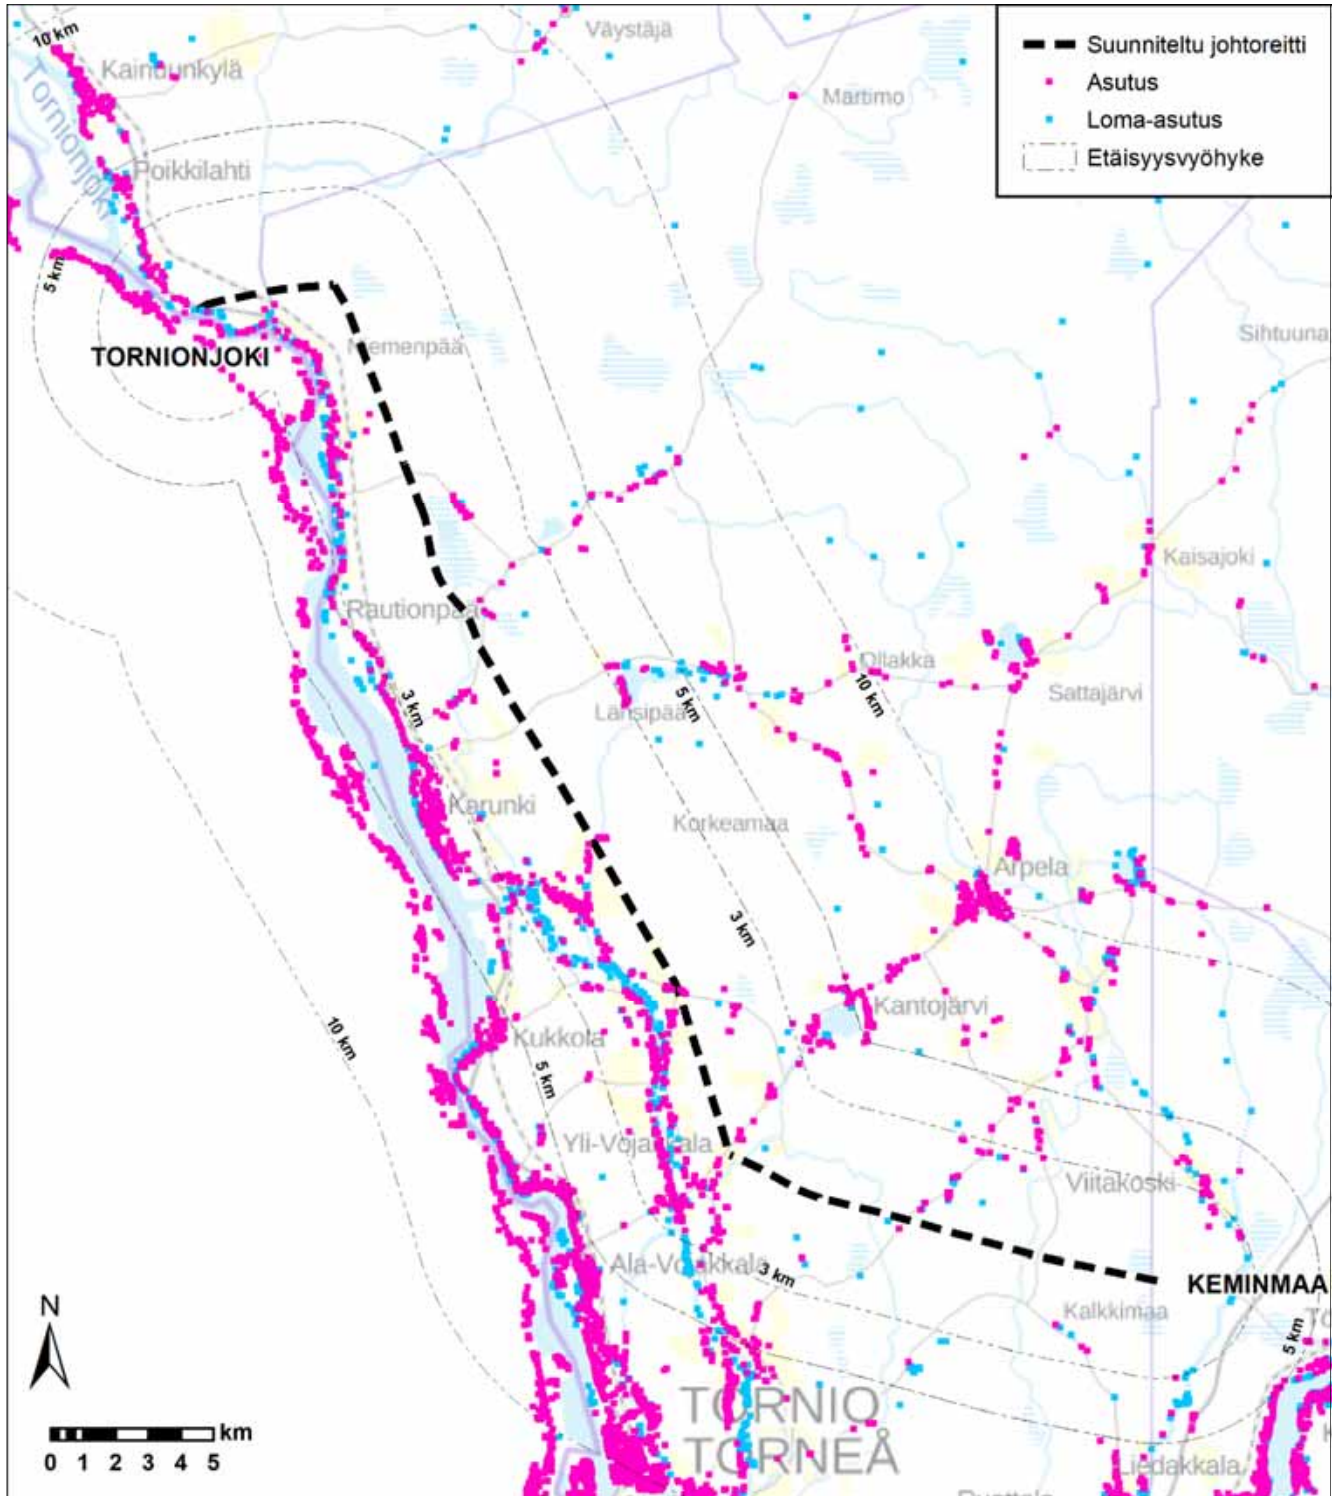 10 km
Väystäjä
Kainuunkylä
Suunniteltu johtoreitti
Asutus
Loma-asutus
Etäisyysvyöhyke
Martimo
Tornionjoki
Poikkilahti
5 km
Sihtuuna
TORNIONJOKI
Niemenpää
Kaisajoki
Rautionpää
Ollakka
3 km
Länsipää
5 km
10 km
Sattajärvi
Karunki
Korkeamaa
Arpela
3 km
Kantojärvi
10 km
Kukkola
5 km
Yli-Vojakkala
Viitakoski
Ala-Vojakkala
3 km
KEMINMAA
Kalkkimaa
5 km
N
TORNIO
TORNEÅ
km
0 1 2 3 4 5
Liedakkala